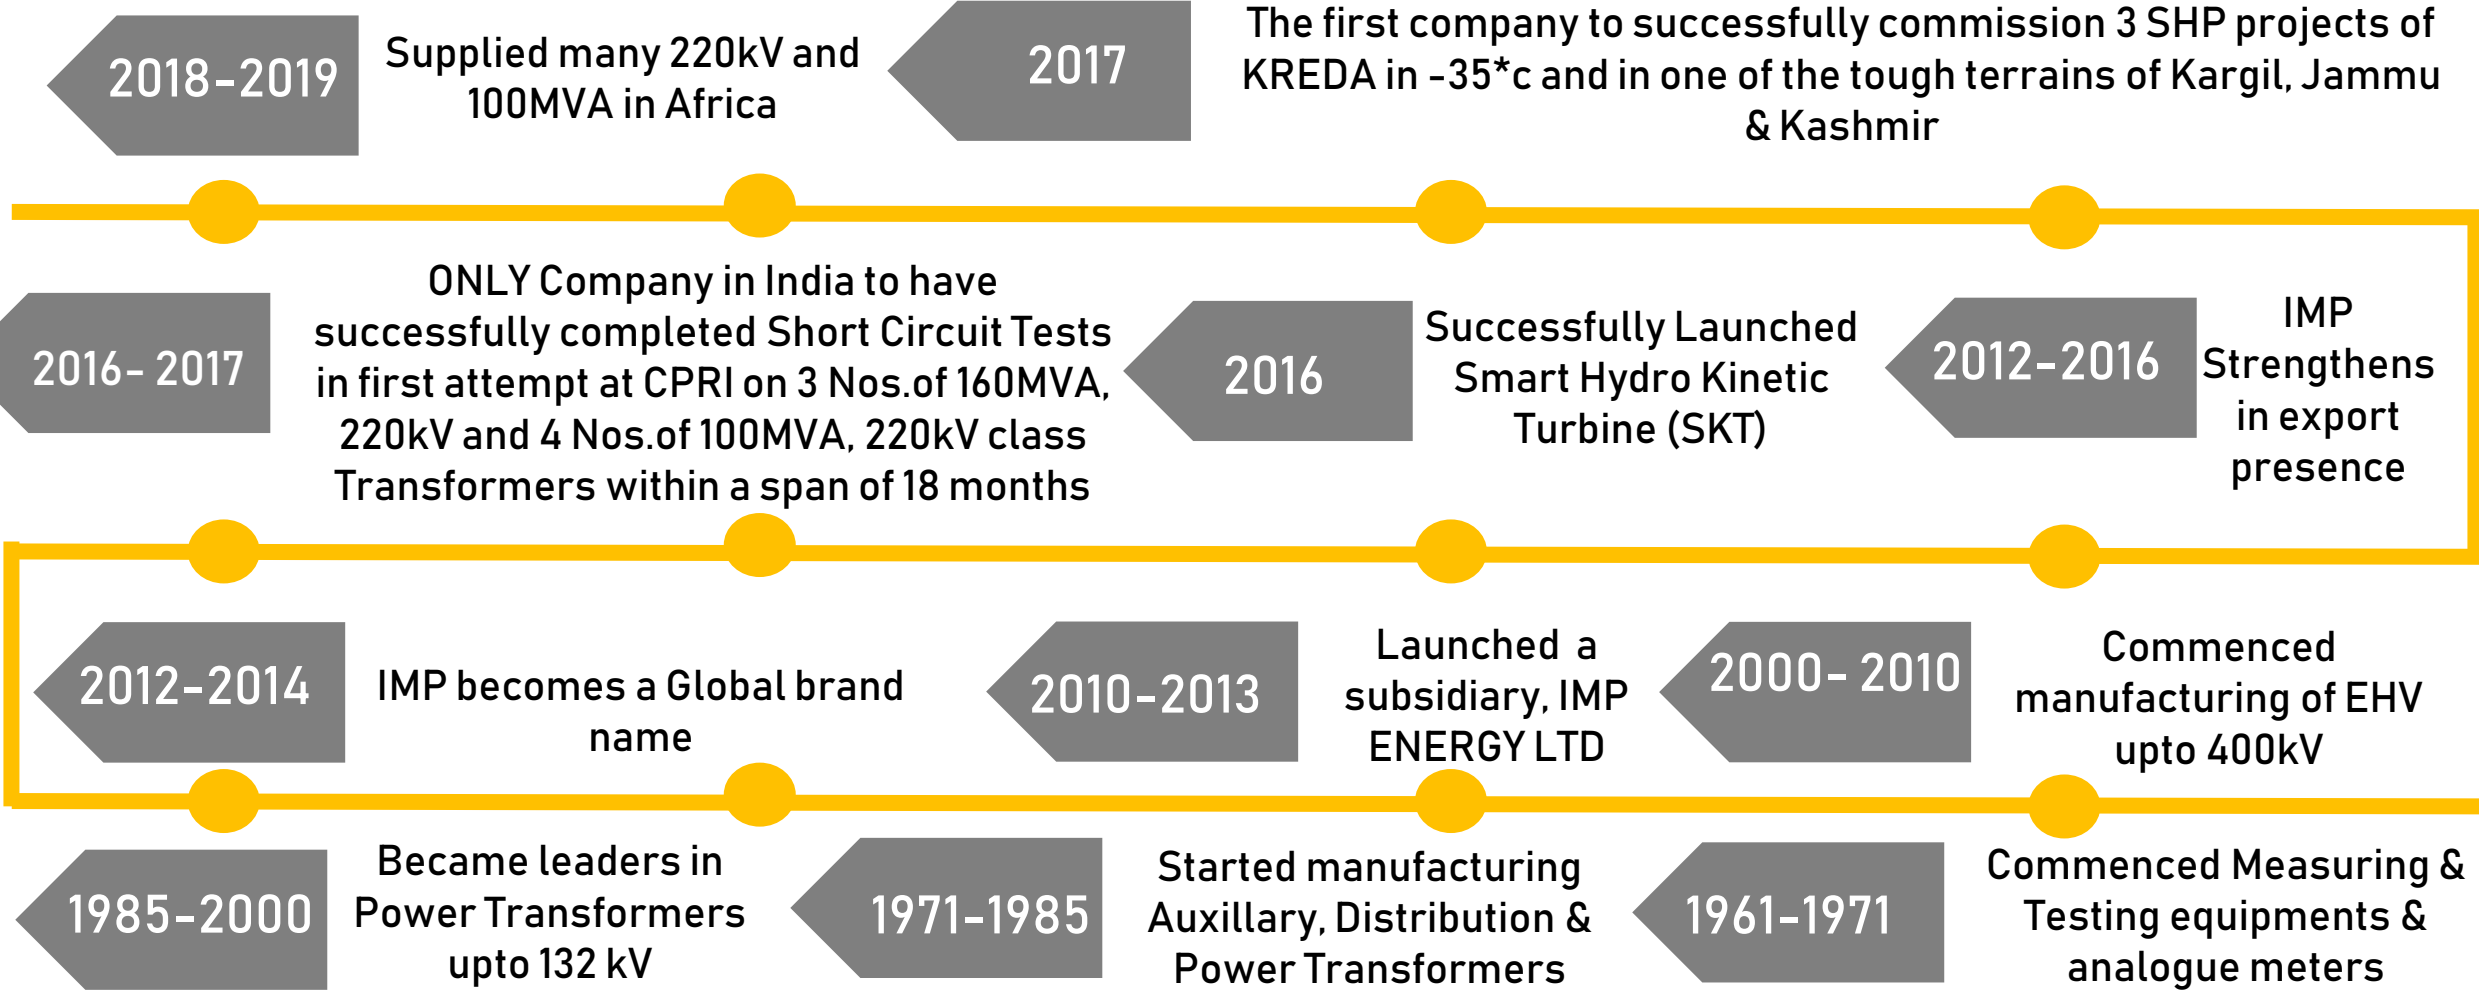 2018-2019
Supplied many 220kV and
100MVA in Africa
2017
The first company to successfully commission 3 SHP projects of
KREDA in -35*c and in one of the tough terrains of Kargil, Jammu
& Kashmir
2016- 2017
ONLY Company in India to have
successfully completed Short Circuit Tests
in first attempt at CPRI on 3 Nos.of 160MVA,
220kV and 4 Nos.of 100MVA, 220kV class
Transformers within a span of 18 months
2016
Successfully Launched
Smart Hydro Kinetic
Turbine (SKT)
2012-2016
IMP
Strengthens
in export
presence
2012-2014
IMP becomes a Global brand
name
2010-2013
Launched a
subsidiary, IMP
ENERGY LTD
2000- 2010
Commenced
manufacturing of EHV
upto 400kV
1985-2000
Became leaders in
Power Transformers
upto 132 kV
1971-1985
Started manufacturing
Auxillary, Distribution &
Power Transformers
1961-1971
Commenced Measuring &
Testing equipments &
analogue meters